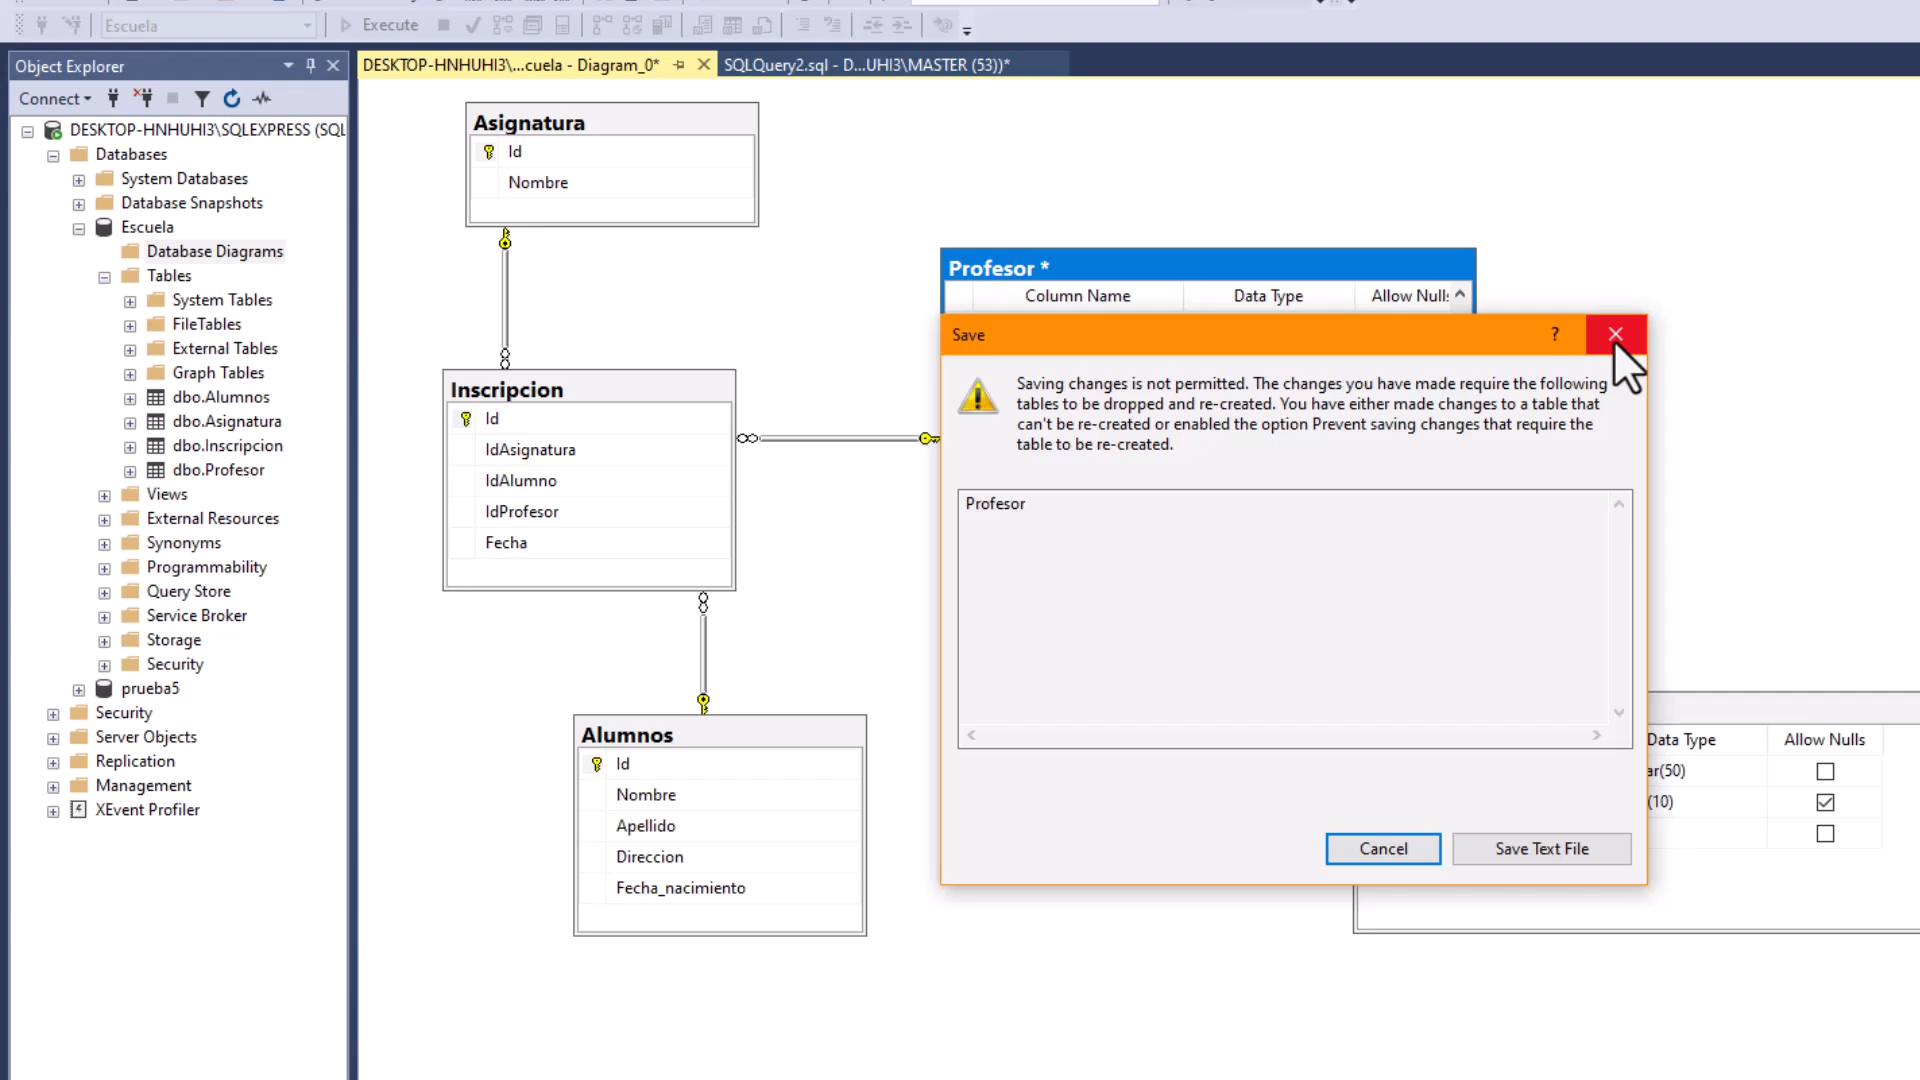 Escuela
Execute
Object Explorer
DESKTOP-HNHUHI3\...cuela - Diagram_0*
SQLQuery2.sql - D...UHI3\MASTER (53))*
Connect
DESKTOP-HNHUHI3\SQLEXPRESS (SQL
Databases
System Databases
Database Snapshots
Escuela
Database Diagrams
Tables
System Tables
FileTables
External Tables
Graph Tables
dbo.Alumnos
dbo.Asignatura
dbo.Inscripcion
dbo.Profesor
Views
External Resources
Synonyms
Programmability
Query Store
Service Broker
Storage
Security
prueba5
Security
Server Objects
Replication
Management
XEvent Profiler
Asignatura
Id
Nombre
Inscripcion
Id
IdAsignatura
IdAlumno
IdProfesor
Fecha
Alumnos
Id
Nombre
Apellido
Direccion
Fecha_nacimiento
Profesor *
Column Name
Data Type
Allow Nulls
Save
?
Saving changes is not permitted. The changes you have made require the following
tables to be dropped and re-created. You have either made changes to a table that
can't be re-created or enabled the option Prevent saving changes that require the
table to be re-created.
Profesor
Cancel
Save Text File
Data Type
Allow Nulls
ar(50)
(10)